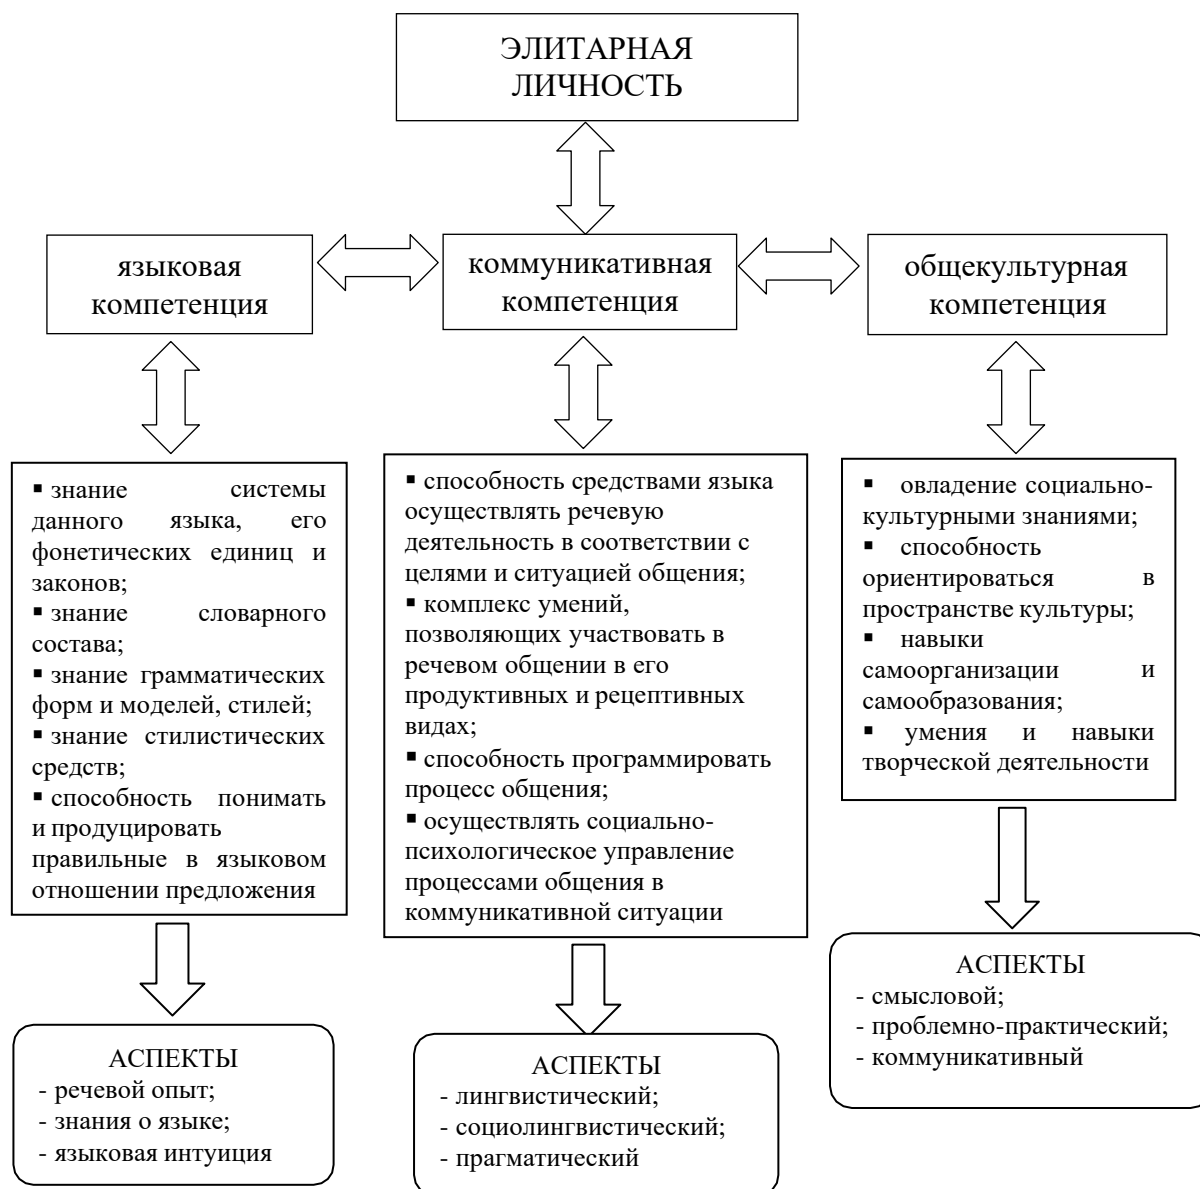 ЭЛИТАРНАЯ
ЛИЧНОСТЬ
языковая
компетенция
коммуникативная
компетенция
общекультурная
компетенция
▪ знание системы
данного языка, его
фонетических единиц и
законов;
▪ знание словарного
состава;
▪ знание грамматических
форм и моделей, стилей;
▪ знание стилистических
средств;
▪ способность понимать
и продуцировать
правильные в языковом
отношении предложения
▪ способность средствами языка
осуществлять речевую
деятельность в соответствии с
целями и ситуацией общения;
▪ комплекс умений,
позволяющих участвовать в
речевом общении в его
продуктивных и рецептивных
видах;
▪ способность программировать
процесс общения;
▪ осуществлять социально-
психологическое управление
процессами общения в
коммуникативной ситуации
▪ овладение социально-
культурными знаниями;
▪ способность
ориентироваться в
пространстве культуры;
▪ навыки
самоорганизации и
самообразования;
▪ умения и навыки
творческой деятельности
АСПЕКТЫ
- речевой опыт;
- знания о языке;
- языковая интуиция
АСПЕКТЫ
- лингвистический;
- социолингвистический;
- прагматический
АСПЕКТЫ
- смысловой;
- проблемно-практический;
- коммуникативный